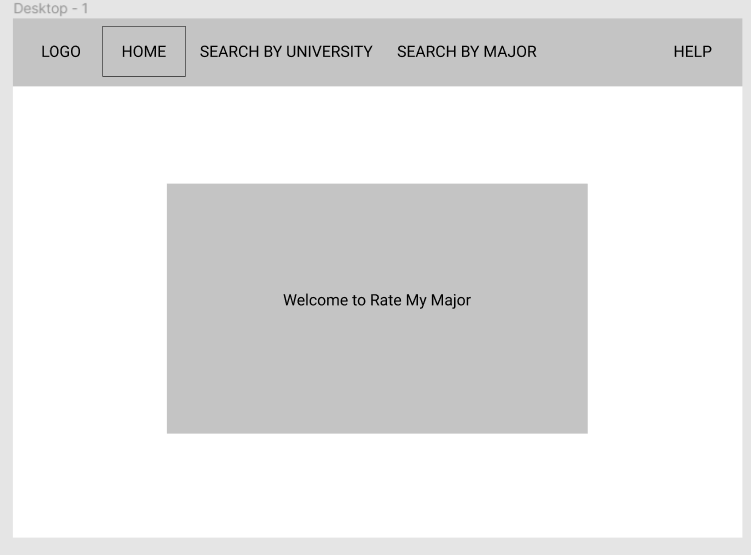 Desktop - 1
LOGO HOME SEARCH BY UNIVERSITY SEARCH BY MAJOR HELP
Welcome to Rate My Major